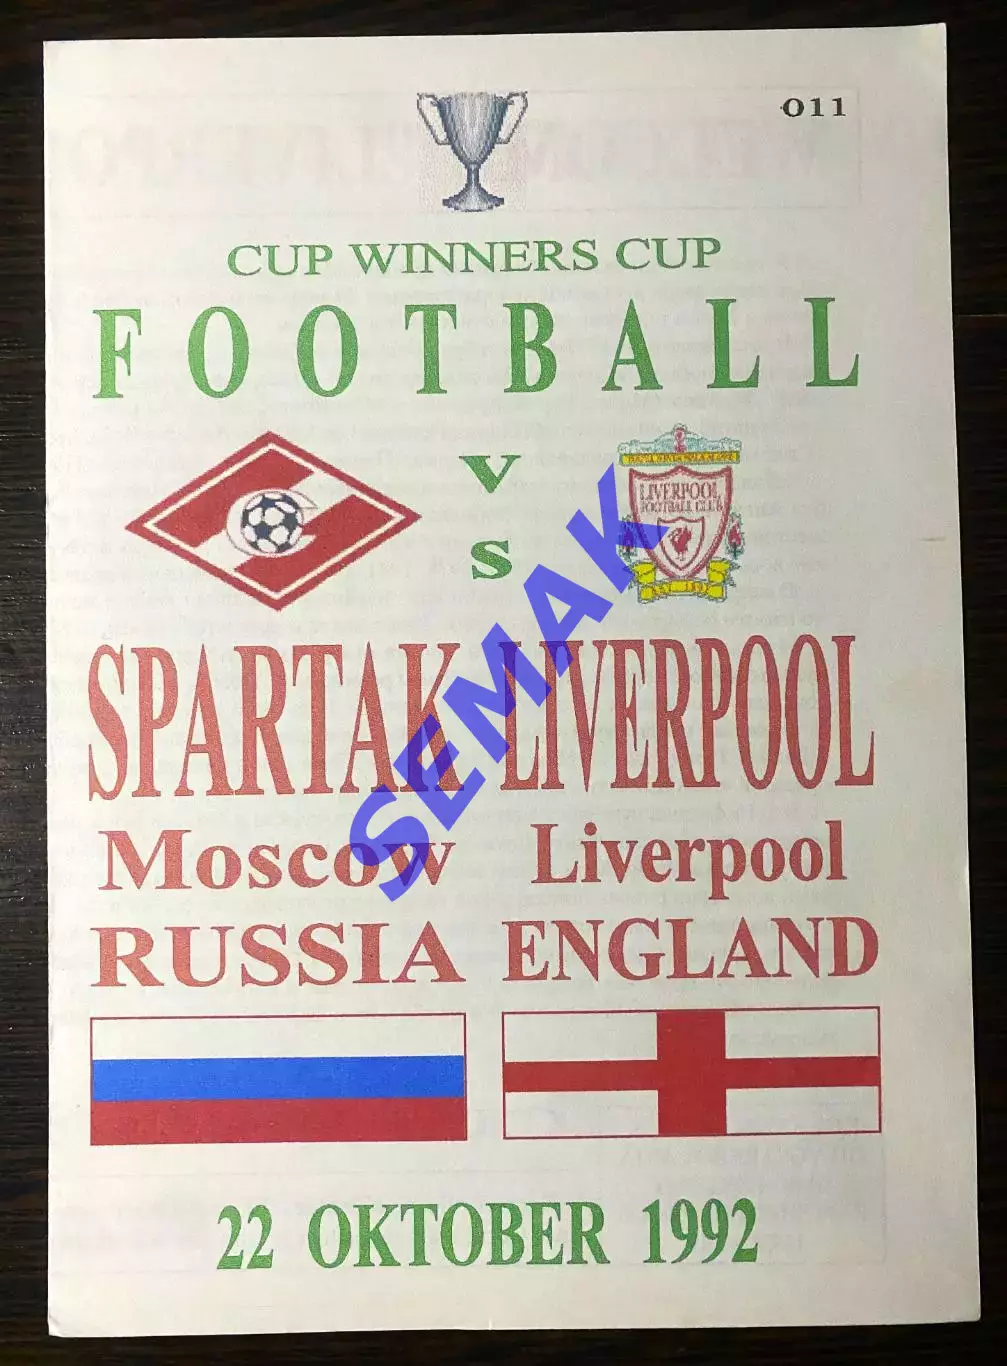 011
CUP WINNERS CUP
FOOTBALL
V
S
LIVERPOOL
FOOTBALL CLUB
SPARTAK LIVERPOOL
Moscow Liverpool
RUSSIA ENGLAND
22 OKTOBER 1992
SEMAK